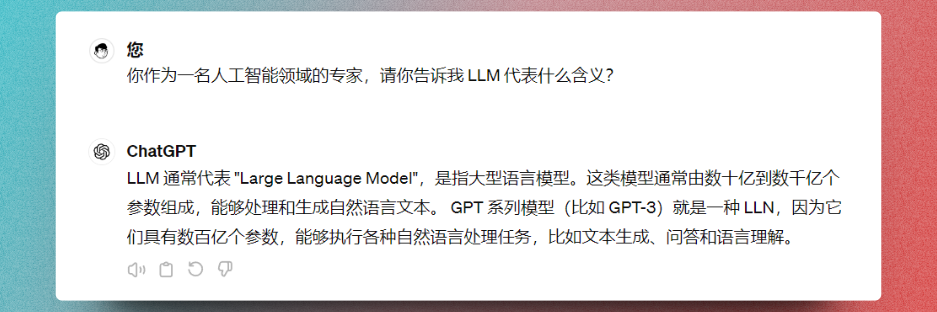 您
你作为一名人工智能领域的专家，请你告诉我 LLM 代表什么含义？
ChatGPT
LLM 通常代表 "Large Language Model"，是指大型语言模型。这类模型通常由数十亿到数千亿个
参数组成，能够处理和生成自然语言文本。 GPT 系列模型（比如 GPT-3）就是一种 LLN，因为它
们具有数百亿个参数，能够执行各种自然语言处理任务，比如文本生成、问答和语言理解。